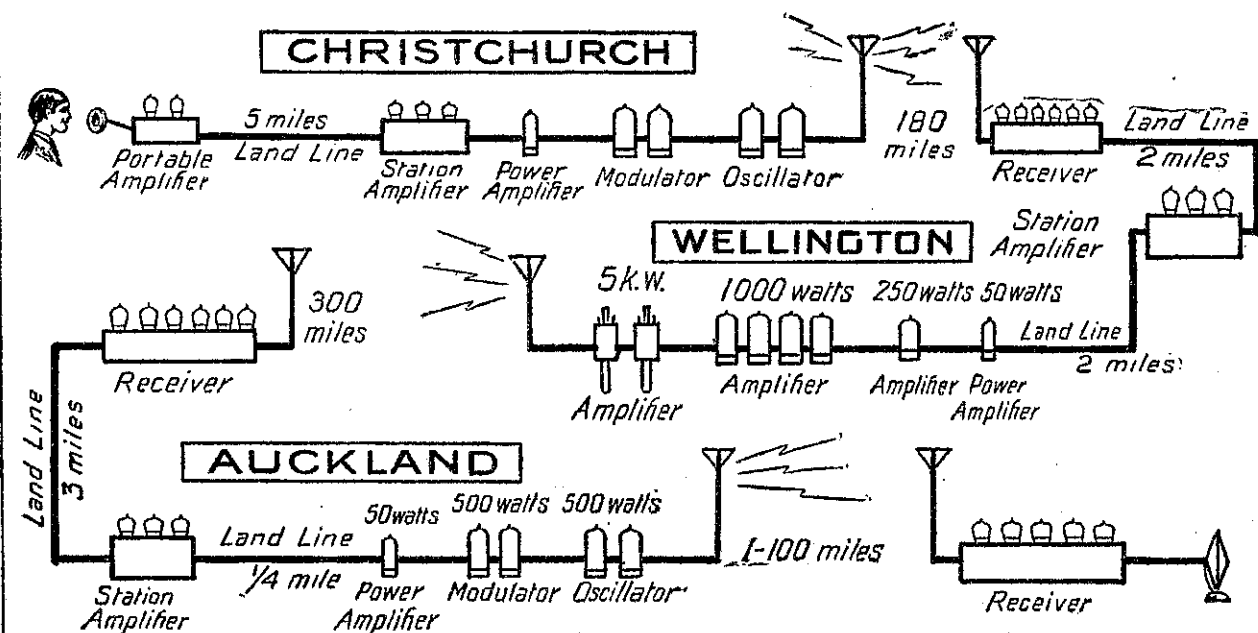 CHRISTCHURCH
5 miles
Land Line
Portable
Amplifier
Station
Amplifier
Power
Amplifier
Modulator
Oscillator
180
miles
Receiver
Land Line
2 miles
Station
Amplifier
WELLINGTON
Land Line
2 miles
50 watts
Power
Amplifier
250 watts
Amplifier
1000 watts
Amplifier
5 k.w.
Amplifier
300
miles
Receiver
Land Line
3 miles
AUCKLAND
Station
Amplifier
Land Line
1/4 mile
50 watts
Power
Amplifier
500 watts
Modulator
500 watts
Oscillator
1-100 miles
Receiver